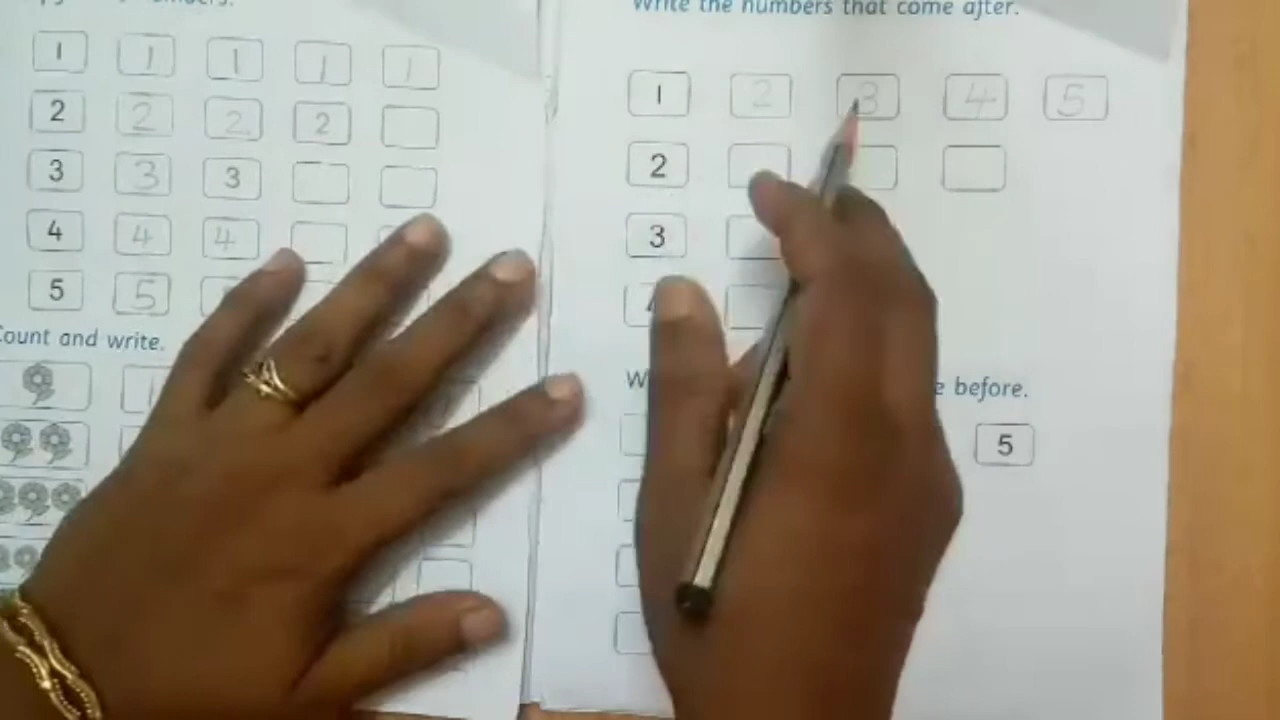 1 1 1 1 1
2 2 2 2
3 3 3
4 4 4
5 5
Count and write.
1
Write the numbers that come after.
1 2 3 4 5
2
3
before.
5